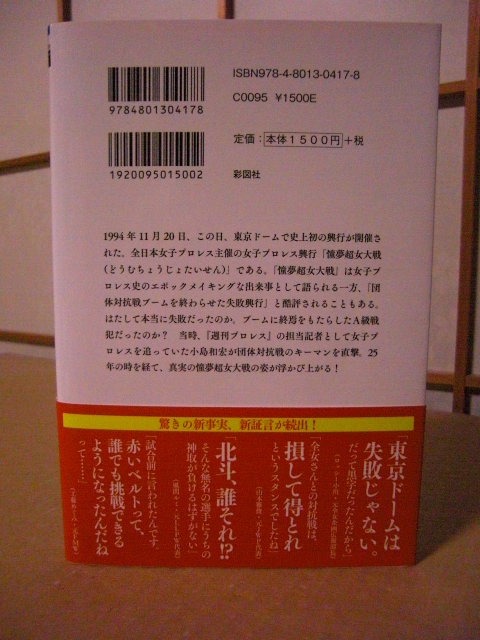 ISBN978-4-8013-0417-8
C0095 ¥1500E
9784801304178
定価：本体1500円+税
1920095015002
彩図社
1994年11月20日、この日、東京ドームで史上初の興行が開催さ
れた。全日本女子プロレス主催の女子プロレス興行『憧夢超女大戦
（どうむちょうじょたいせん）』である。『憧夢超女大戦』は女子プ
ロレス史のエポックメイキングな出来事として語られる一方、「団
体対抗戦ブームを終わらせた失敗興行」と酷評されることもある。
はたして本当に失敗だったのか。ブームに終焉をもたらしたA級戦
犯だったのか？　当時、『週刊プロレス』の担当記者として女子プ
ロレスを追っていた小島和宏が団体対抗戦のキーマンを直撃。25
年の時を経て、真実の憧夢超女大戦の姿が浮かび上がる！
驚きの新事実、新証言が続出！
「東京ドームは
失敗じゃない。
だって黒字だったんだから」
「全女さんとの対抗戦は、
損して得とれ
というスタンスでしたね」
「北斗、誰それ!?
そんな無名の選手にうちの
神取が負けるはずがない」
「試合前に言われたんです。
赤いベルトって、
誰でも挑戦できる
ようになったんだね
って……」